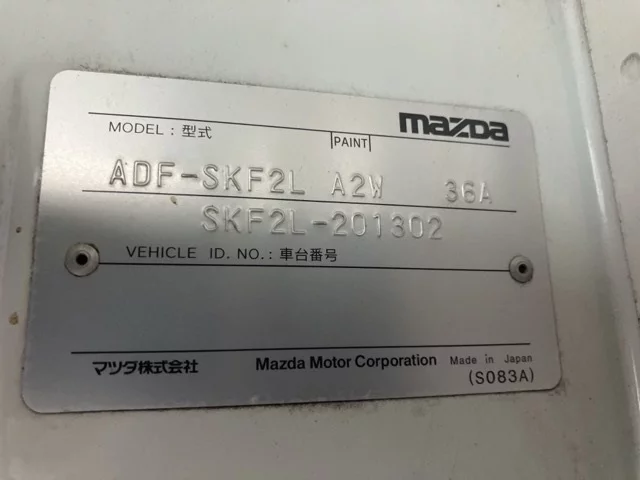 mazda
MODEL : 型式 PAINT
ADF-SKF2L A2W 36A
SKF2L-201302
VEHICLE ID. NO. : 車台番号
マツダ株式会社 Mazda Motor Corporation Made in Japan
(S083A)